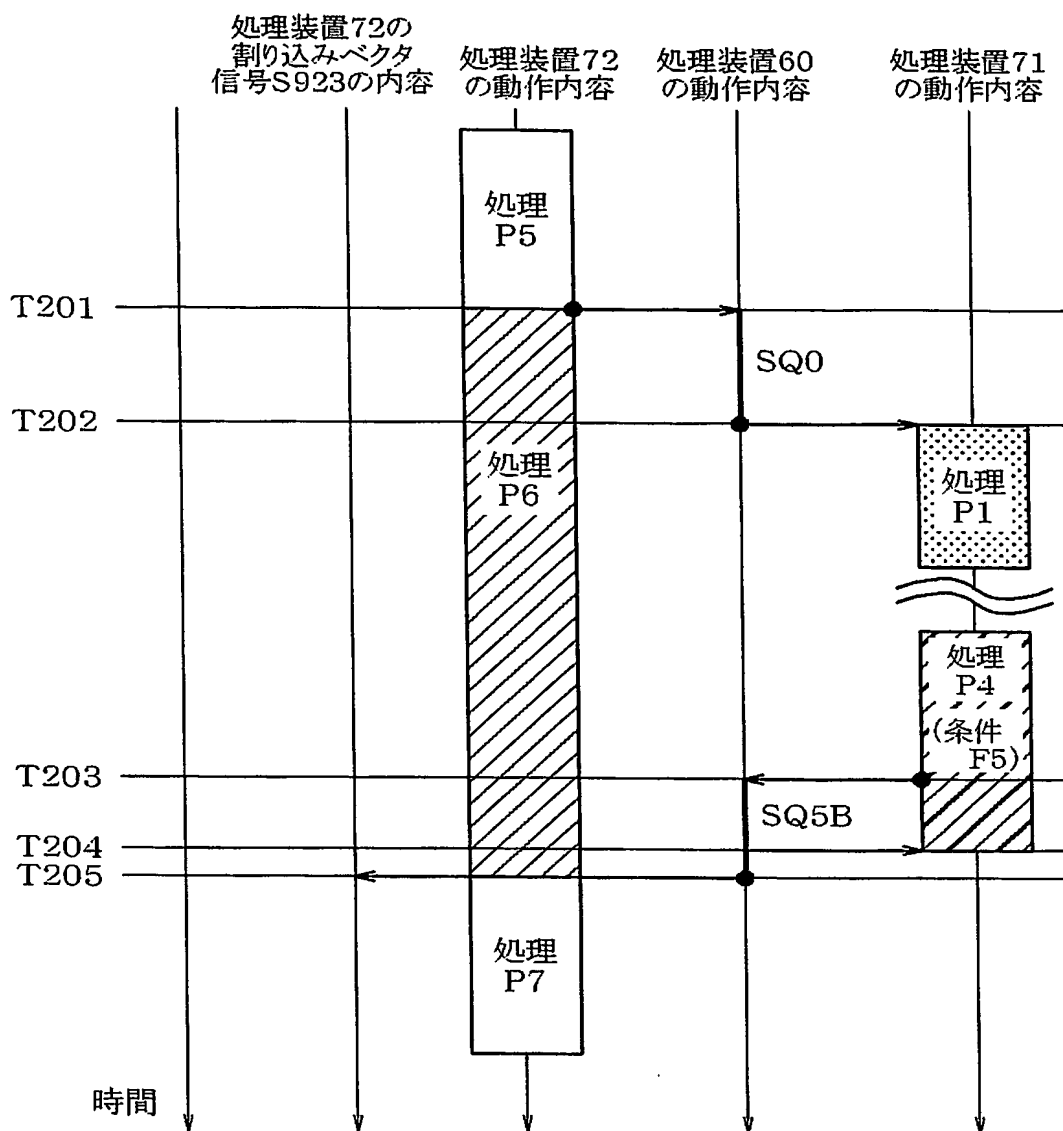 処理装置72の
割り込みベクタ
信号S923の内容
処理装置72
の動作内容
処理装置60
の動作内容
処理装置71
の動作内容
処理
P5
T201
SQ0
T202
処理
P6
処理
P1
処理
P4
(条件
F5)
T203
SQ5B
T204
T205
処理
P7
時間